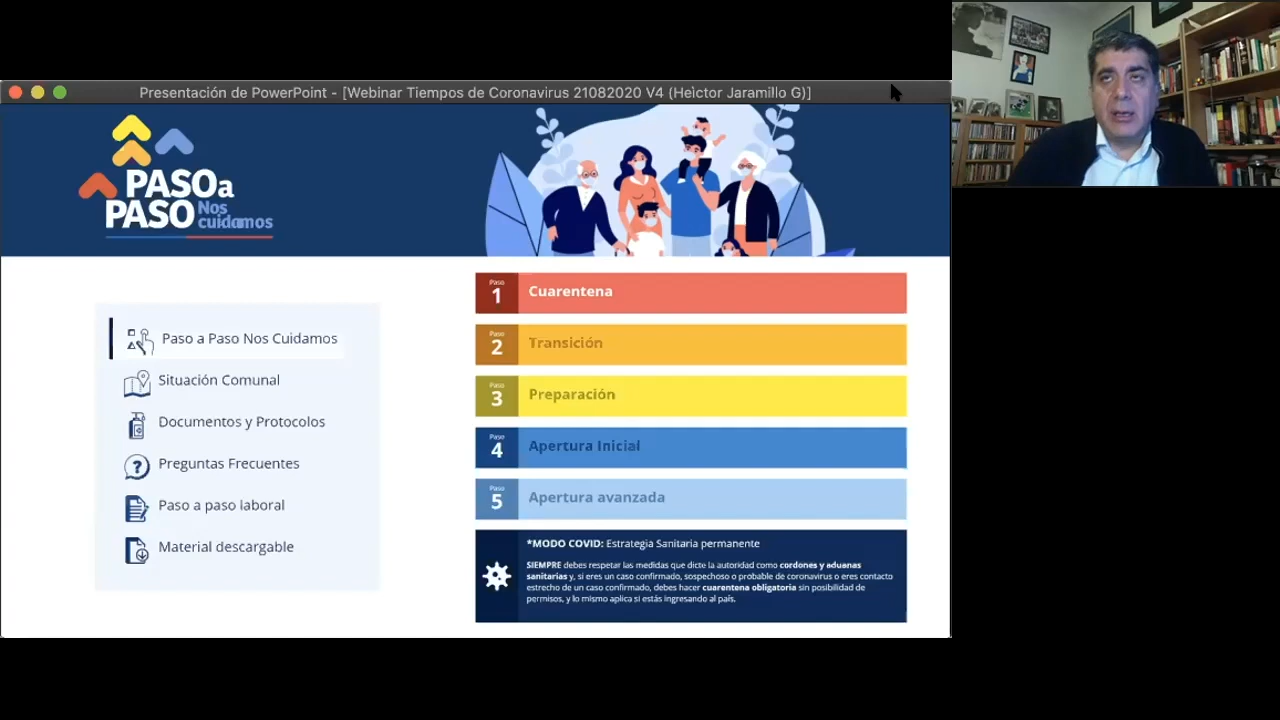 Presentación de PowerPoint - [Webinar Tiempos de Coronavirus 21082020 V4 (Heíctor Jaramillo G)]
PASO a
PASO Nos
cuidamos
Paso a Paso Nos Cuidamos
Situación Comunal
Documentos y Protocolos
Preguntas Frecuentes
Paso a paso laboral
Material descargable
Paso
1
Cuarentena
Paso
2
Transición
Paso
3
Preparación
Paso
4
Apertura Inicial
Paso
5
Apertura avanzada
*MODO COVID: Estrategia Sanitaria permanente
SIEMPRE debes respetar las medidas que dicte la autoridad como cordones y aduanas
sanitarias y, si eres un caso confirmado, sospechoso o probable de coronavirus o eres contacto
estrecho de un caso confirmado, debes hacer cuarentena obligatoria sin posibilidad de
permisos, y lo mismo aplica si estás ingresando al país.